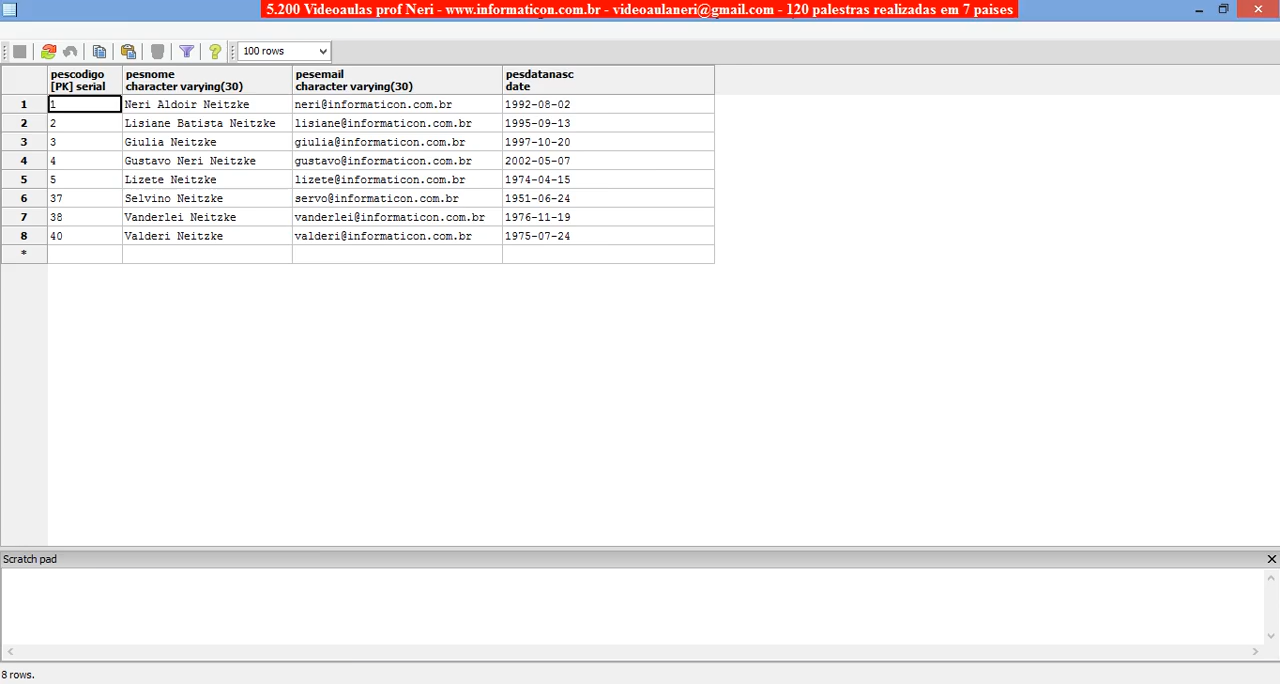 5.200 Videoaulas prof Neri - www.informaticon.com.br - videoaulaneri@gmail.com - 120 palestras realizadas em 7 paises
100 rows
pescodigo pesnome pesemail pesdatanasc
[PK] serial character varying(30) character varying(30) date
1 1 Neri Aldoir Neitzke neri@informaticon.com.br 1992-08-02
2 2 Lisiane Batista Neitzke lisiane@informaticon.com.br 1995-09-13
3 3 Giulia Neitzke giulia@informaticon.com.br 1997-10-20
4 4 Gustavo Neri Neitzke gustavo@informaticon.com.br 2002-05-07
5 5 Lizete Neitzke lizete@informaticon.com.br 1974-04-15
6 37 Selvino Neitzke servo@informaticon.com.br 1951-06-24
7 38 Vanderlei Neitzke vanderlei@informaticon.com.br 1976-11-19
8 40 Valderi Neitzke valderi@informaticon.com.br 1975-07-24
*
Scratch pad
8 rows.